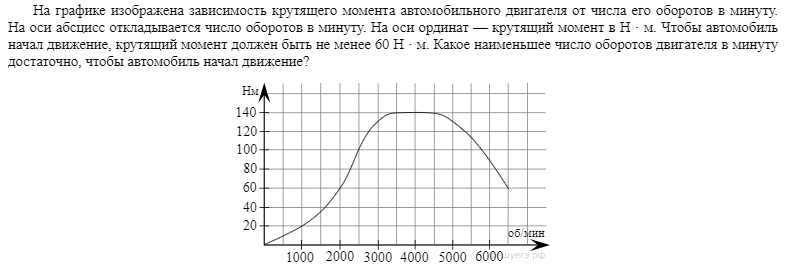 На графике изображена зависимость крутящего момента автомобильного двигателя от числа его оборотов в минуту.
На оси абсцисс откладывается число оборотов в минуту. На оси ординат — крутящий момент в Н · м. Чтобы автомобиль
начал движение, крутящий момент должен быть не менее 60 Н · м. Какое наименьшее число оборотов двигателя в минуту
достаточно, чтобы автомобиль начал движение?
Нм
140
120
100
80
60
40
20
об/мин
1000 2000 3000 4000 5000 6000